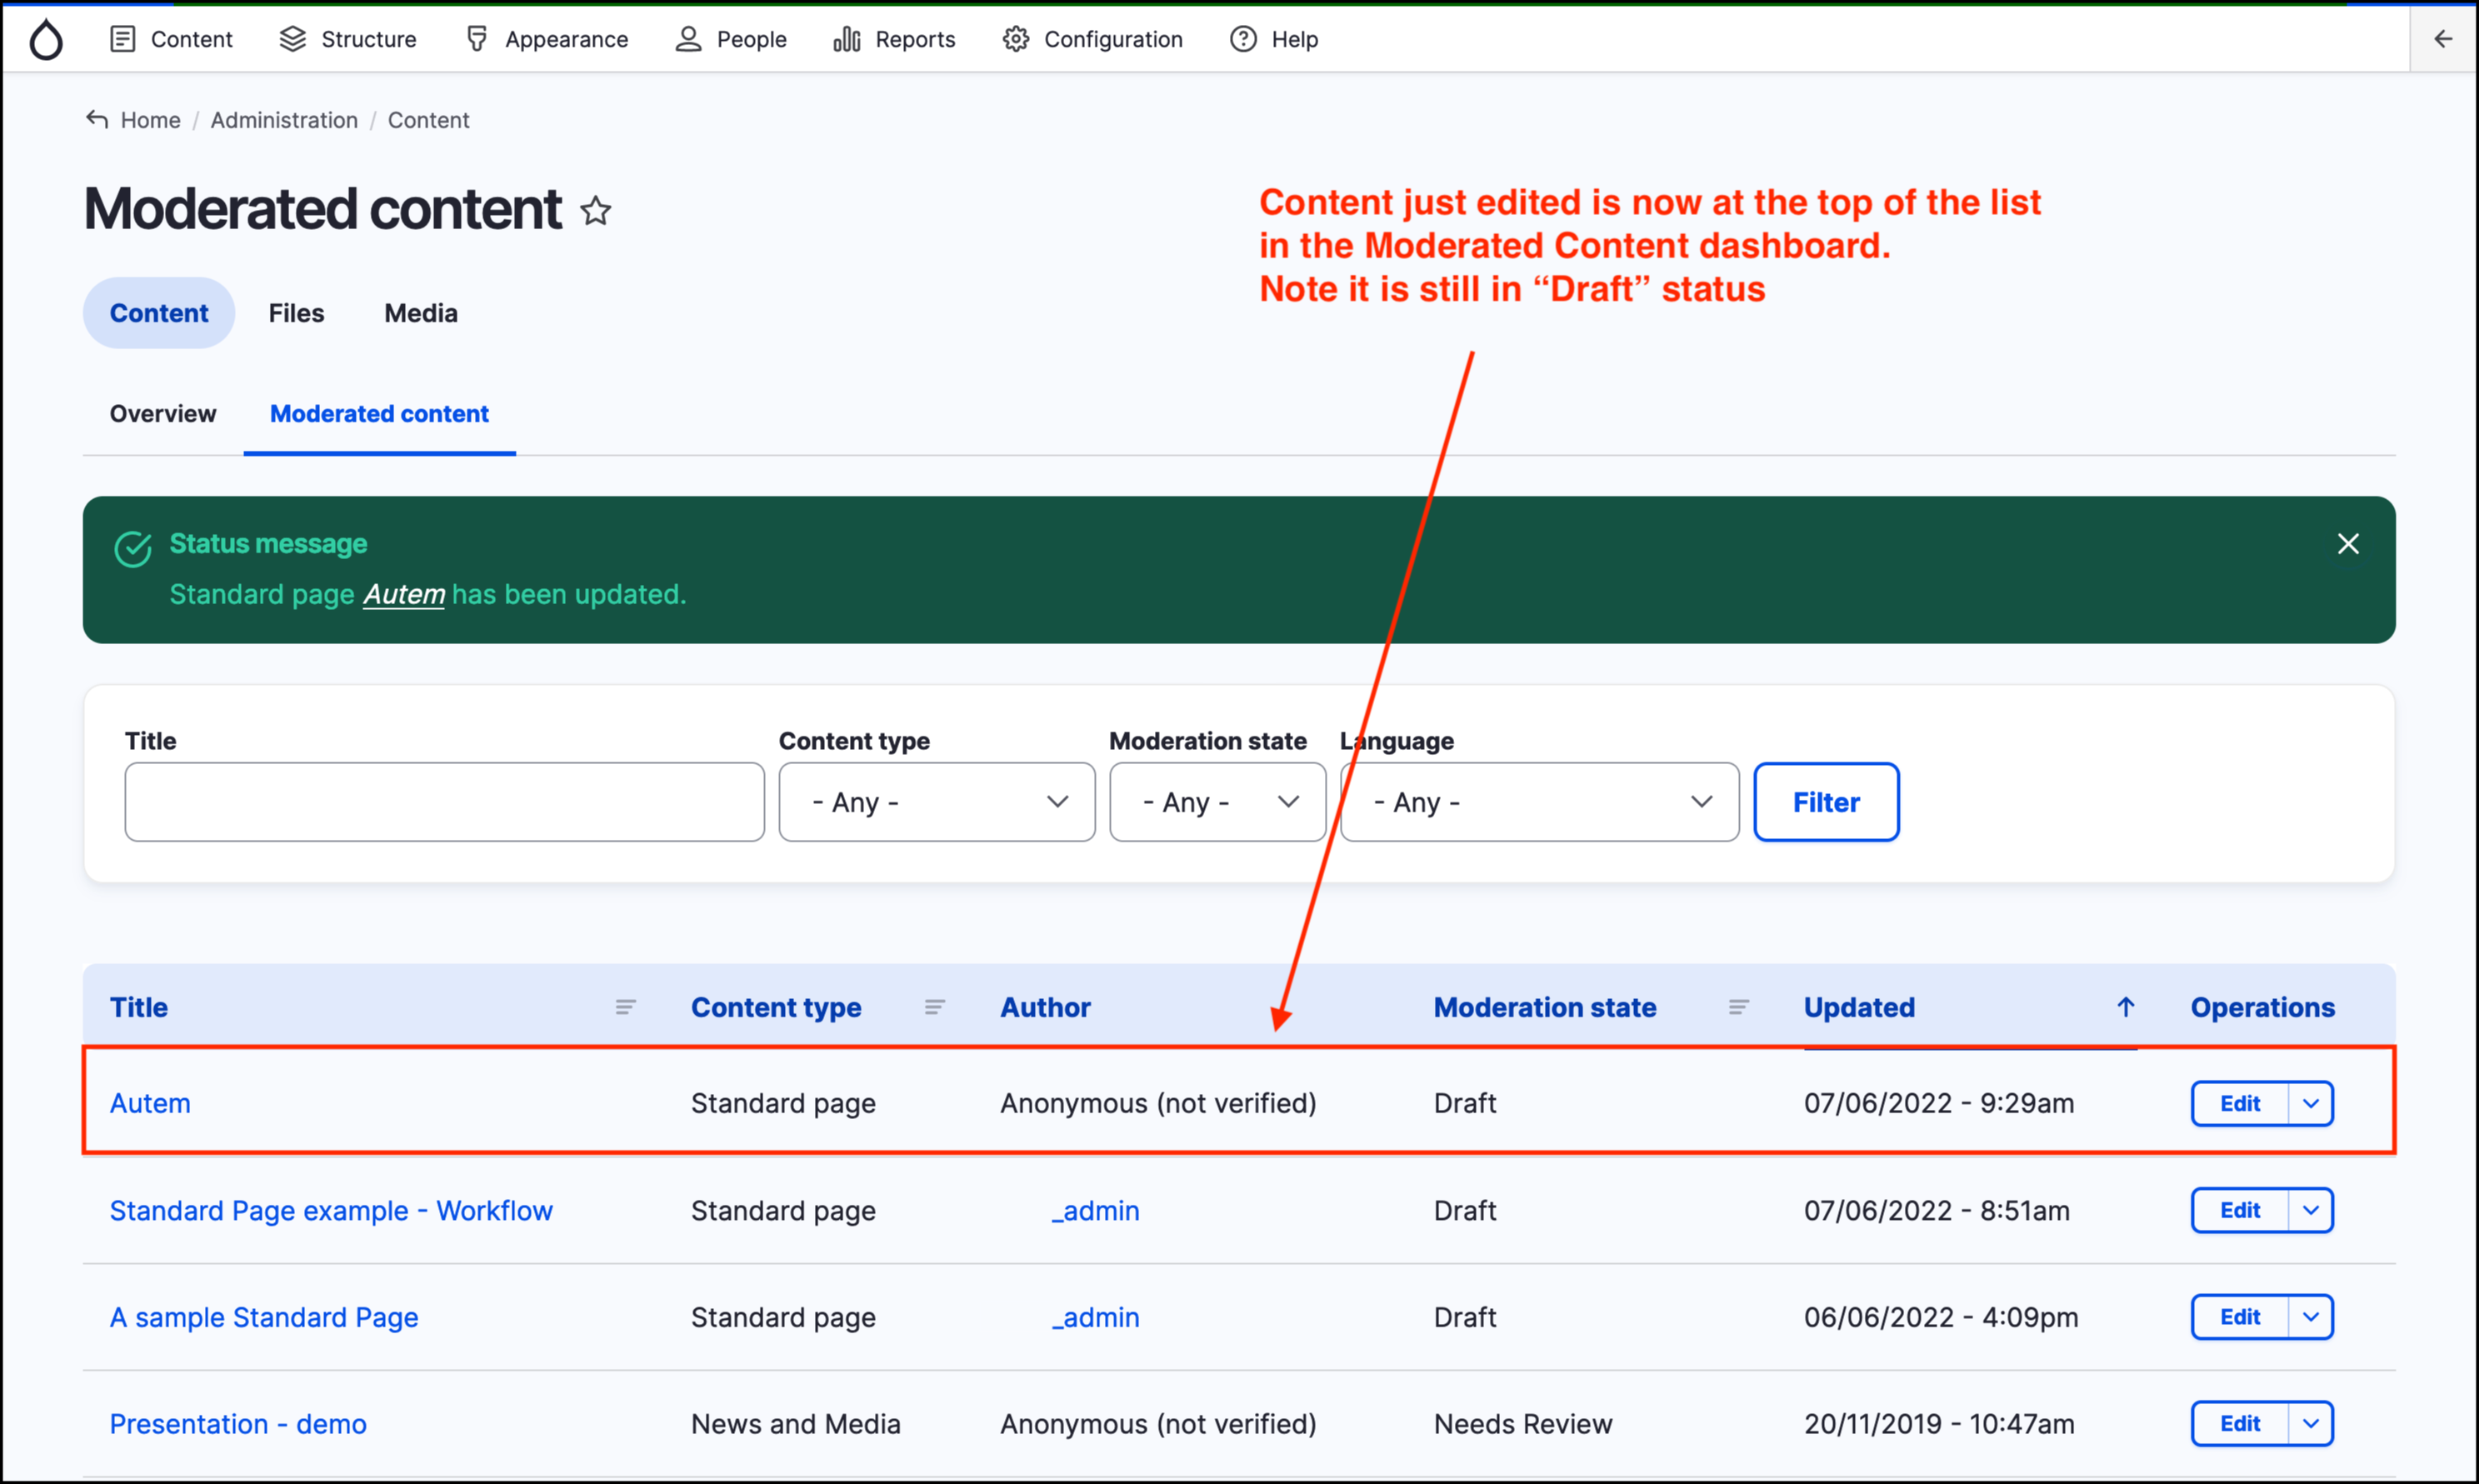 Content Structure Appearance People Reports Configuration Help
Home / Administration / Content
Moderated content
Content just edited is now at the top of the list
in the Moderated Content dashboard.
Note it is still in “Draft” status
Content Files Media
Overview Moderated content
Status message
Standard page Autem has been updated.
Title Content type Moderation state Language
- Any - - Any - - Any - Filter
Title Content type Author Moderation state Updated Operations
Autem Standard page Anonymous (not verified) Draft 07/06/2022 - 9:29am Edit
Standard Page example - Workflow Standard page _admin Draft 07/06/2022 - 8:51am Edit
A sample Standard Page Standard page _admin Draft 06/06/2022 - 4:09pm Edit
Presentation - demo News and Media Anonymous (not verified) Needs Review 20/11/2019 - 10:47am Edit